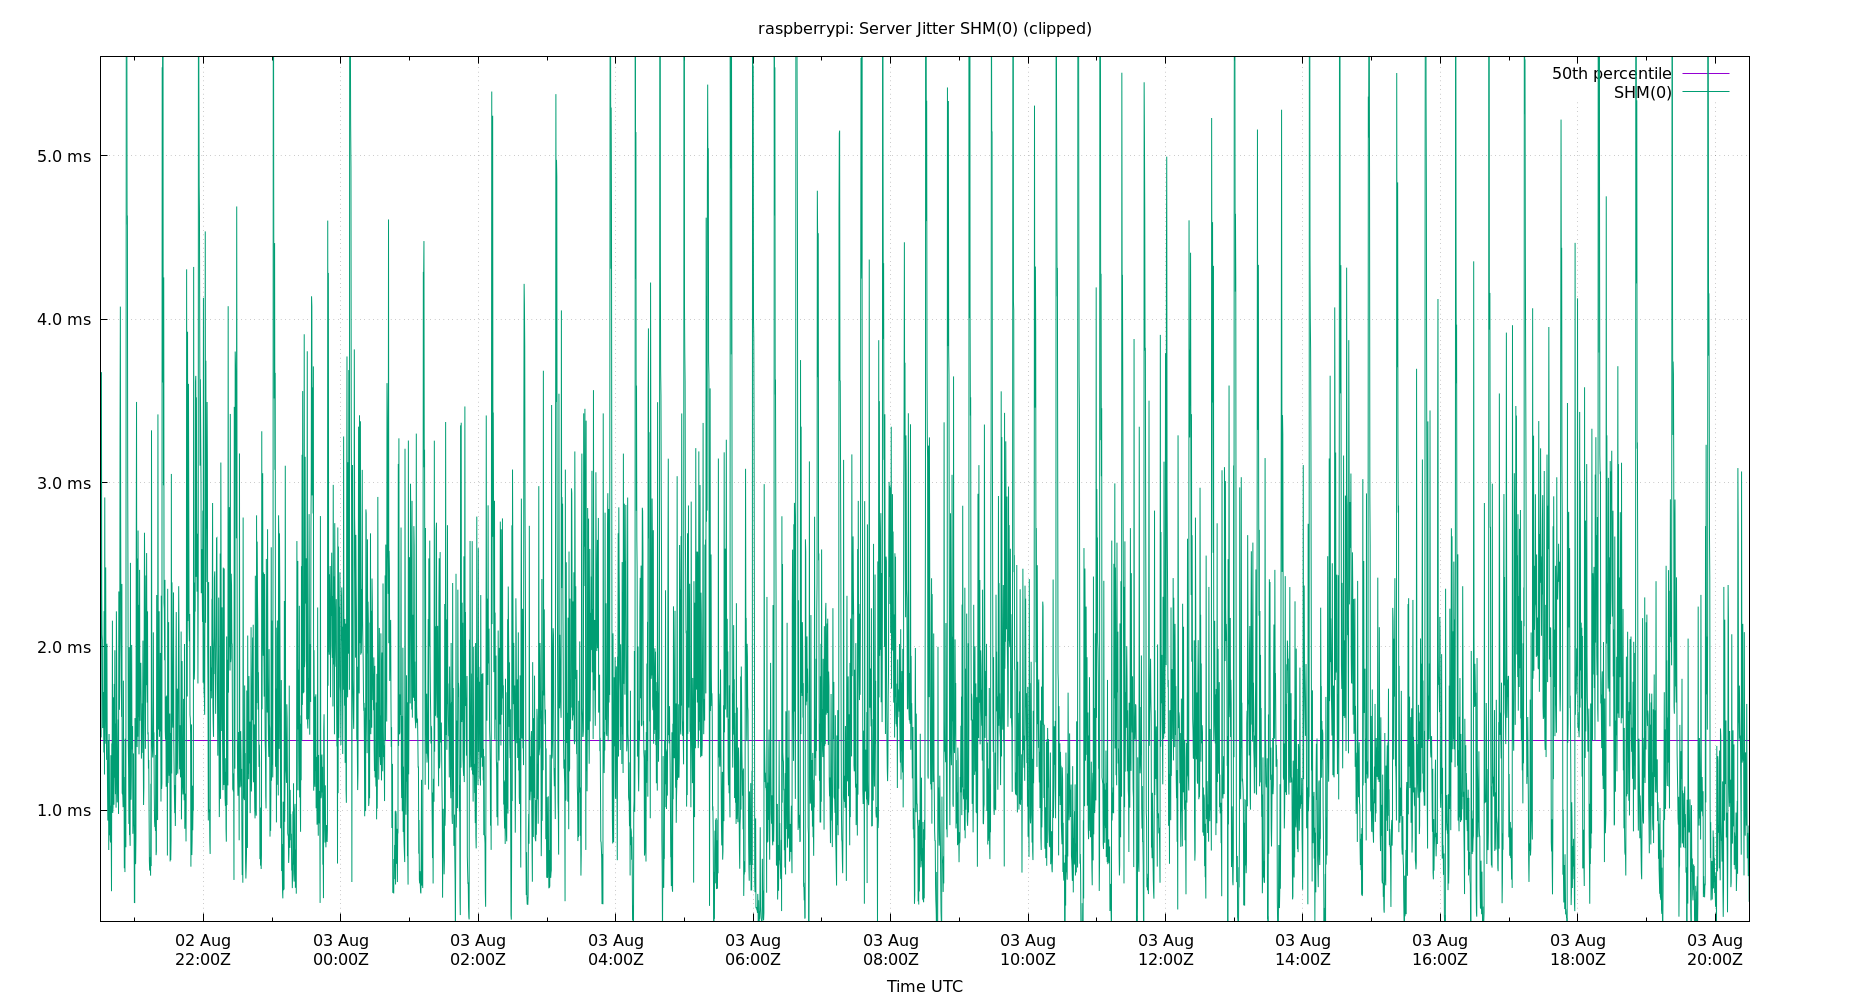 raspberrypi: Server Jitter SHM(0) (clipped)
50th percentile
SHM(0)
5.0 ms
4.0 ms
3.0 ms
2.0 ms
1.0 ms
02 Aug 03 Aug 03 Aug 03 Aug 03 Aug 03 Aug 03 Aug 03 Aug 03 Aug 03 Aug 03 Aug 03 Aug
22:00Z 00:00Z 02:00Z 04:00Z 06:00Z 08:00Z 10:00Z 12:00Z 14:00Z 16:00Z 18:00Z 20:00Z
Time UTC